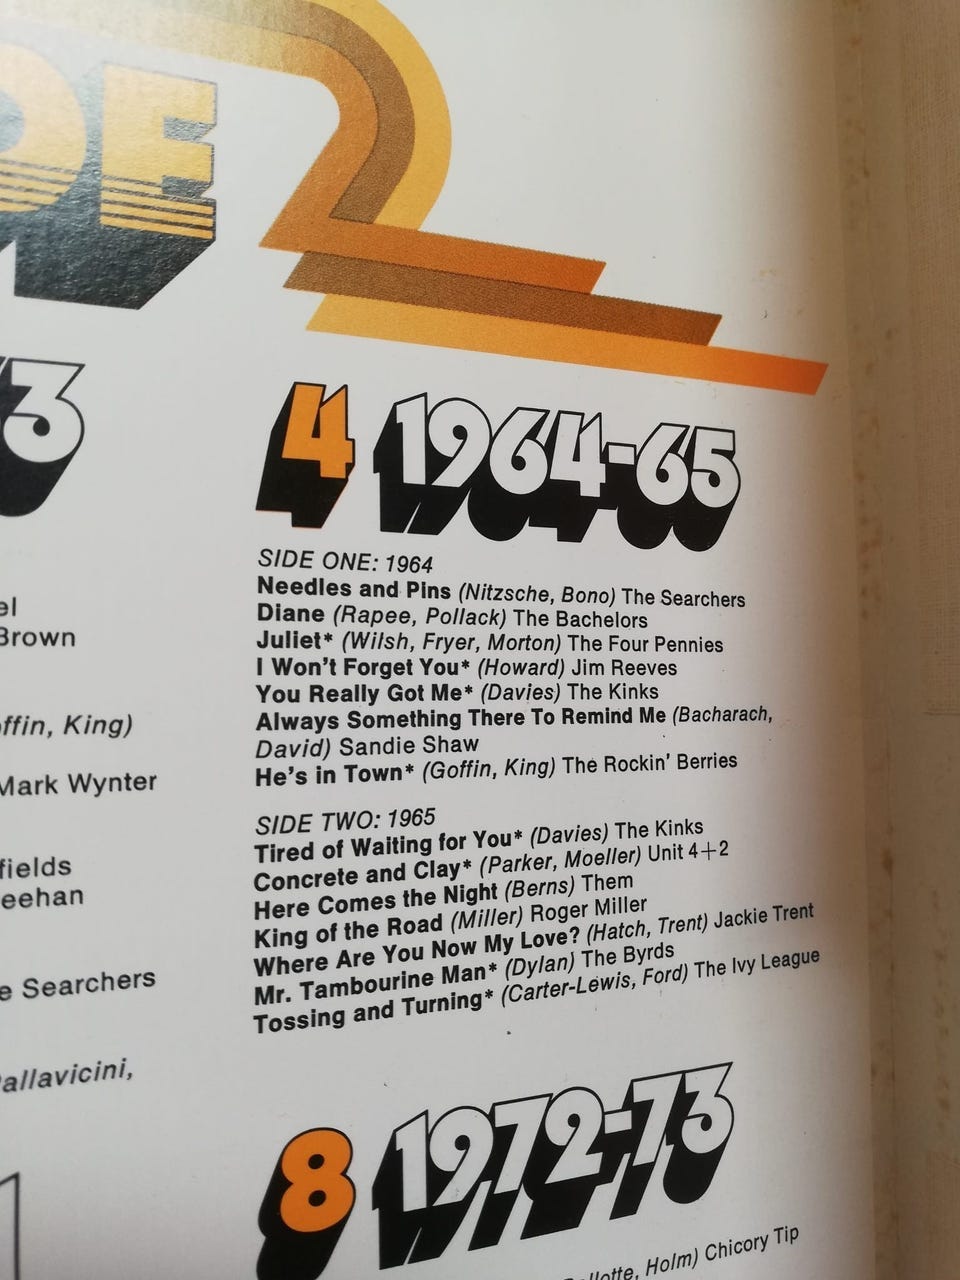 4 1964-65
SIDE ONE: 1964
Needles and Pins (Nitzsche, Bono) The Searchers
Diane (Rapee, Pollack) The Bachelors
Juliet* (Wilsh, Fryer, Morton) The Four Pennies
I Won't Forget You* (Howard) Jim Reeves
You Really Got Me* (Davies) The Kinks
Always Something There To Remind Me (Bacharach,
David) Sandie Shaw
He's in Town* (Goffin, King) The Rockin' Berries
SIDE TWO: 1965
Tired of Waiting for You* (Davies) The Kinks
Concrete and Clay* (Parker, Moeller) Unit 4+2
Here Comes the Night (Berns) Them
King of the Road (Miller) Roger Miller
Where Are You Now My Love? (Hatch, Trent) Jackie Trent
Mr. Tambourine Man* (Dylan) The Byrds
Tossing and Turning* (Carter-Lewis, Ford) The Ivy League
8 1972-73
Holm) Chicory Tip
Brown
King)
Mark Wynter
Searchers